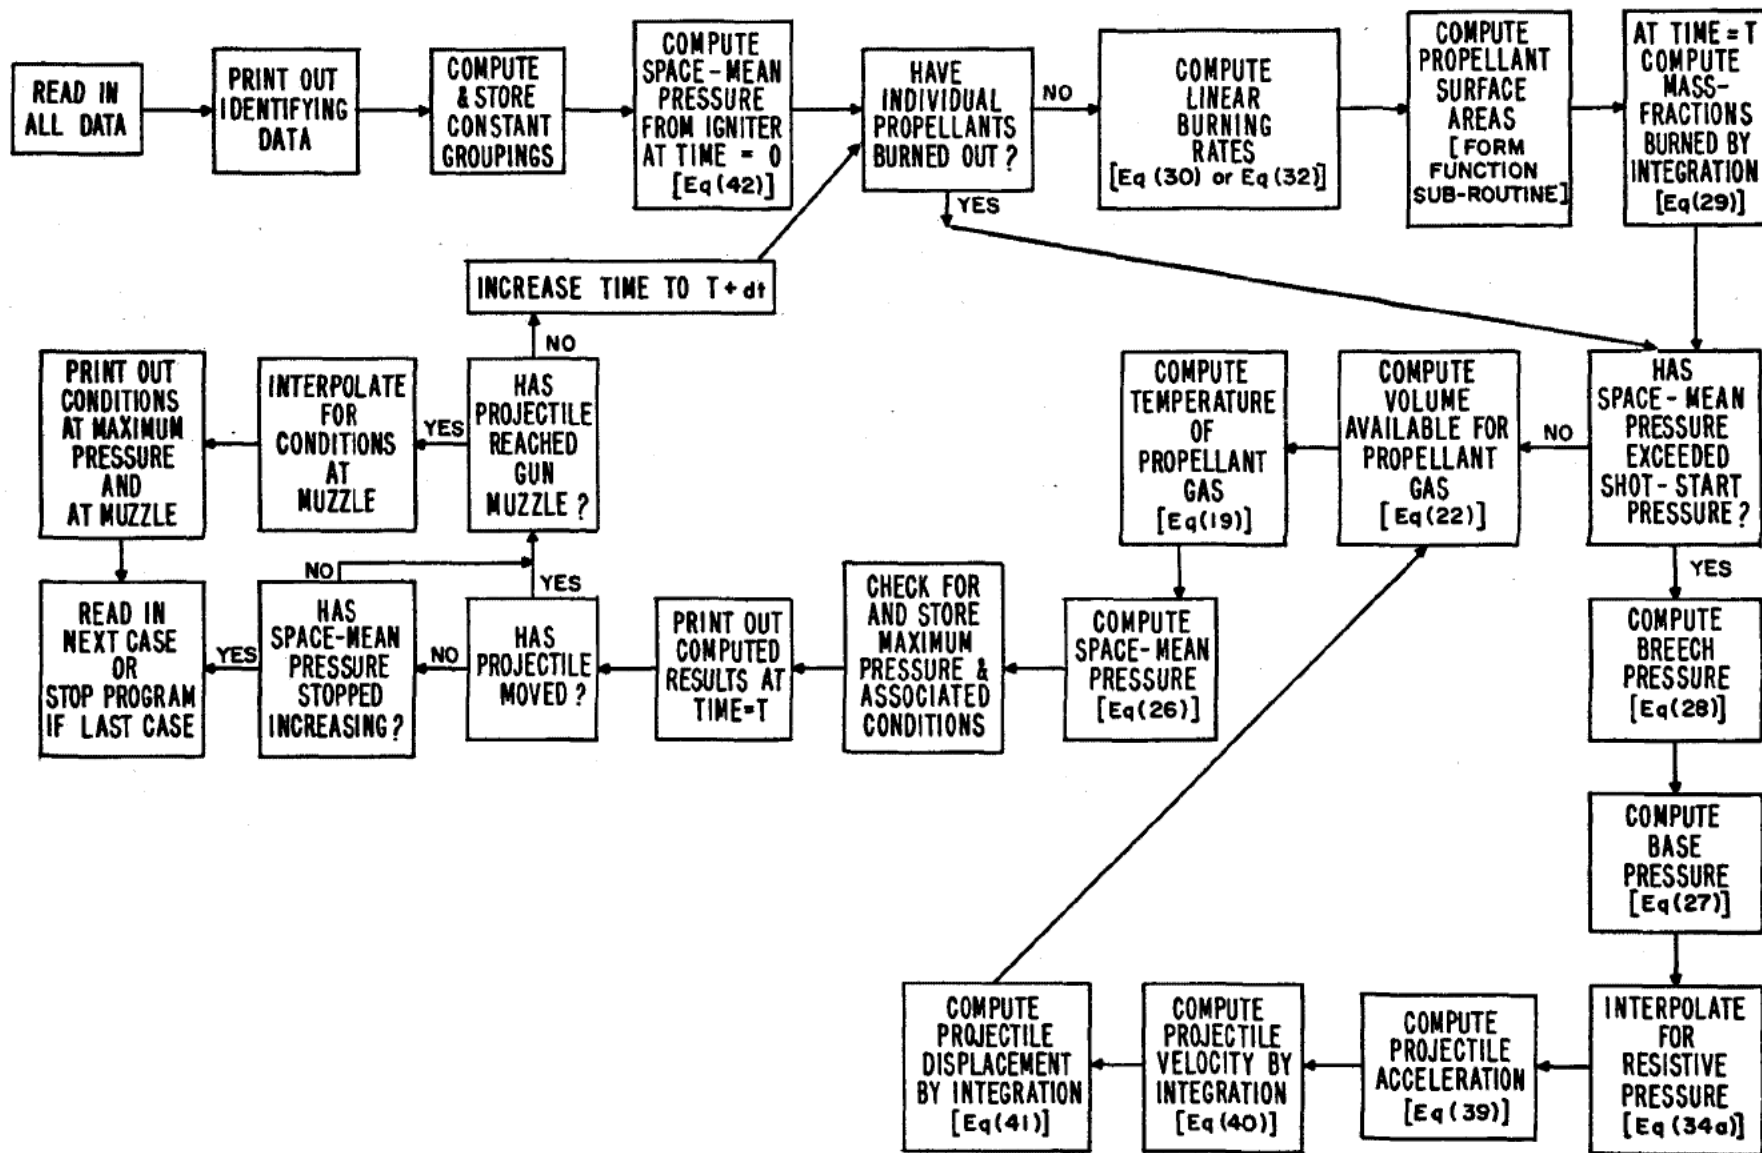 READ IN
ALL DATA
PRINT OUT
IDENTIFYING
DATA
COMPUTE
& STORE
CONSTANT
GROUPINGS
COMPUTE
SPACE-MEAN
PRESSURE
FROM IGNITER
AT TIME = 0
[Eq(42)]
HAVE
INDIVIDUAL
PROPELLANTS
BURNED OUT?
NO
YES
COMPUTE
LINEAR
BURNING
RATES
[Eq (30) or Eq(32)]
COMPUTE
PROPELLANT
SURFACE
AREAS
[FORM
FUNCTION
SUB-ROUTINE]
AT TIME = T
COMPUTE
MASS-
FRACTIONS
BURNED BY
INTEGRATION
[Eq(29)]
INCREASE TIME TO T + dt
NO
PRINT OUT
CONDITIONS
AT MAXIMUM
PRESSURE
AND
AT MUZZLE
INTERPOLATE
FOR
CONDITIONS
AT
MUZZLE
YES
HAS
PROJECTILE
REACHED
GUN
MUZZLE?
COMPUTE
TEMPERATURE
OF
PROPELLANT
GAS
[Eq(19)]
COMPUTE
VOLUME
AVAILABLE FOR
PROPELLANT
GAS
[Eq(22)]
NO
HAS
SPACE-MEAN
PRESSURE
EXCEEDED
SHOT-START
PRESSURE?
YES
READ IN
NEXT CASE
OR
STOP PROGRAM
IF LAST CASE
YES
NO
HAS
SPACE-MEAN
PRESSURE
STOPPED
INCREASING?
NO
YES
HAS
PROJECTILE
MOVED?
PRINT OUT
COMPUTED
RESULTS AT
TIME=T
CHECK FOR
AND STORE
MAXIMUM
PRESSURE &
ASSOCIATED
CONDITIONS
COMPUTE
SPACE-MEAN
PRESSURE
[Eq(26)]
COMPUTE
BREECH
PRESSURE
[Eq(28)]
COMPUTE
BASE
PRESSURE
[Eq(27)]
COMPUTE
PROJECTILE
DISPLACEMENT
BY INTEGRATION
[Eq(41)]
COMPUTE
PROJECTILE
VELOCITY BY
INTEGRATION
[Eq(40)]
COMPUTE
PROJECTILE
ACCELERATION
[Eq(39)]
INTERPOLATE
FOR
RESISTIVE
PRESSURE
[Eq(34a)]